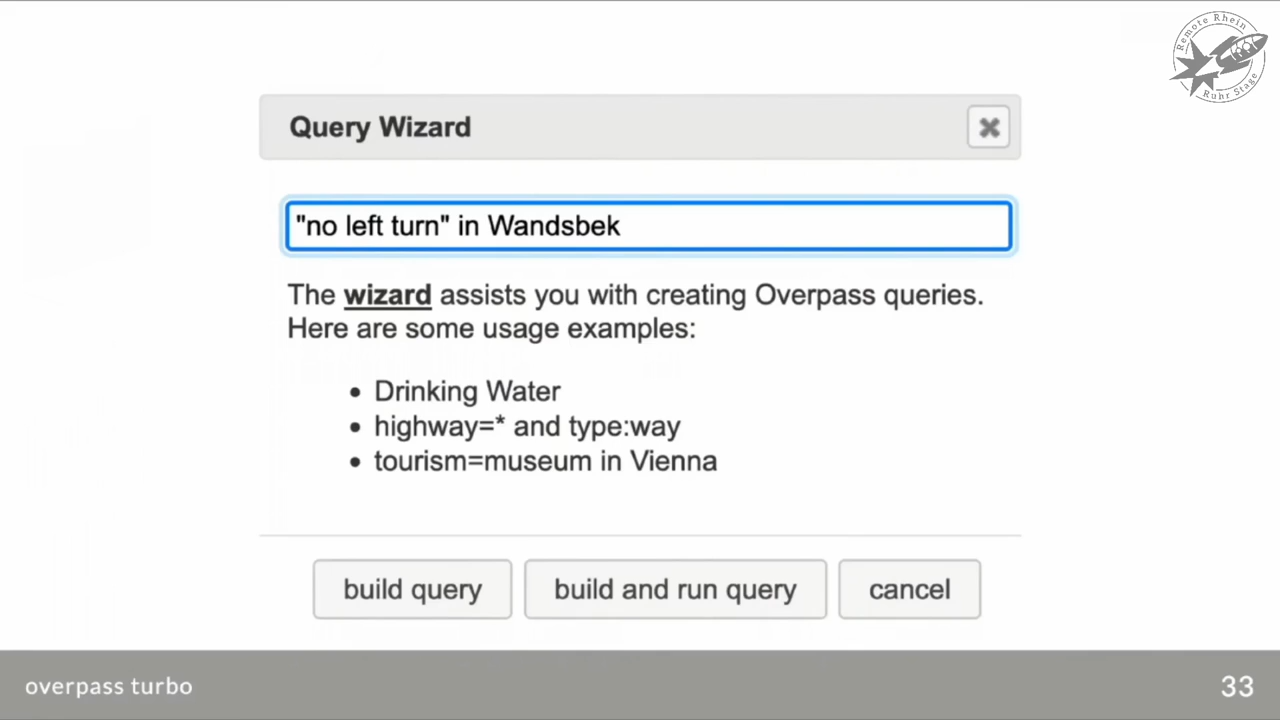 Remote Rhein
Ruhr Stage
Query Wizard
"no left turn" in Wandsbek
The wizard assists you with creating Overpass queries.
Here are some usage examples:
• Drinking Water
• highway=* and type:way
• tourism=museum in Vienna
build query build and run query cancel
overpass turbo 33